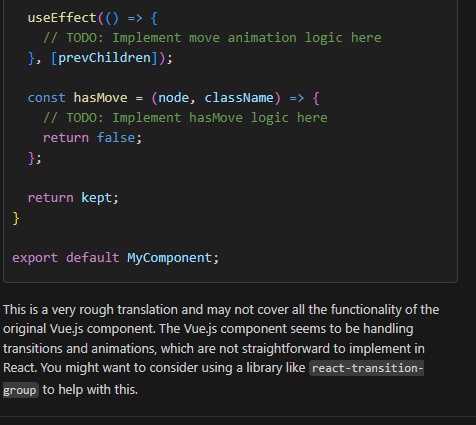 useEffect(() => {
// TODO: Implement move animation logic here
}, [prevChildren]);
const hasMove = (node, className) => {
// TODO: Implement hasMove logic here
return false;
};
return kept;
}
export default MyComponent;
This is a very rough translation and may not cover all the functionality of the
original Vue.js component. The Vue.js component seems to be handling
transitions and animations, which are not straightforward to implement in
React. You might want to consider using a library like react-transition-
group to help with this.